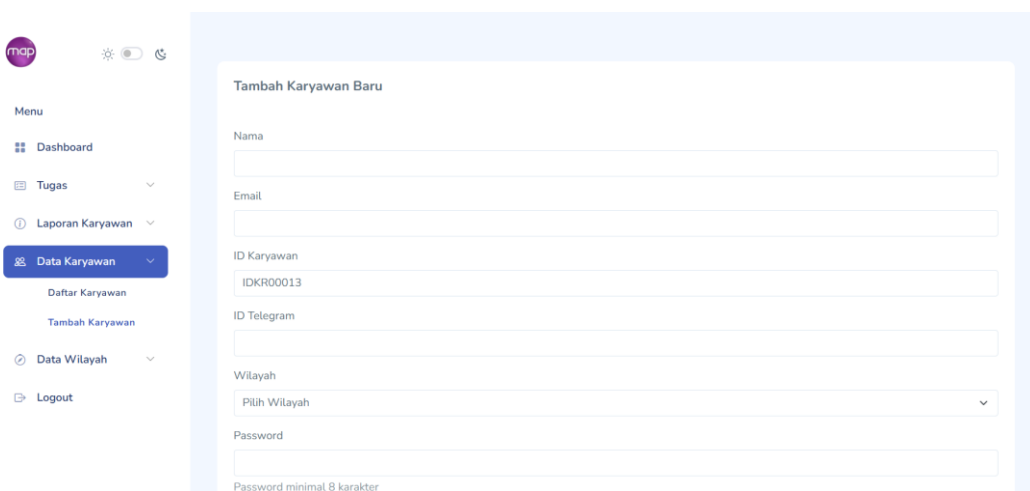 map
Menu
Dashboard
Tugas
Laporan Karyawan
Data Karyawan
Daftar Karyawan
Tambah Karyawan
Data Wilayah
Logout
Tambah Karyawan Baru
Nama
Email
ID Karyawan
IDKR00013
ID Telegram
Wilayah
Pilih Wilayah
Password
Password minimal 8 karakter